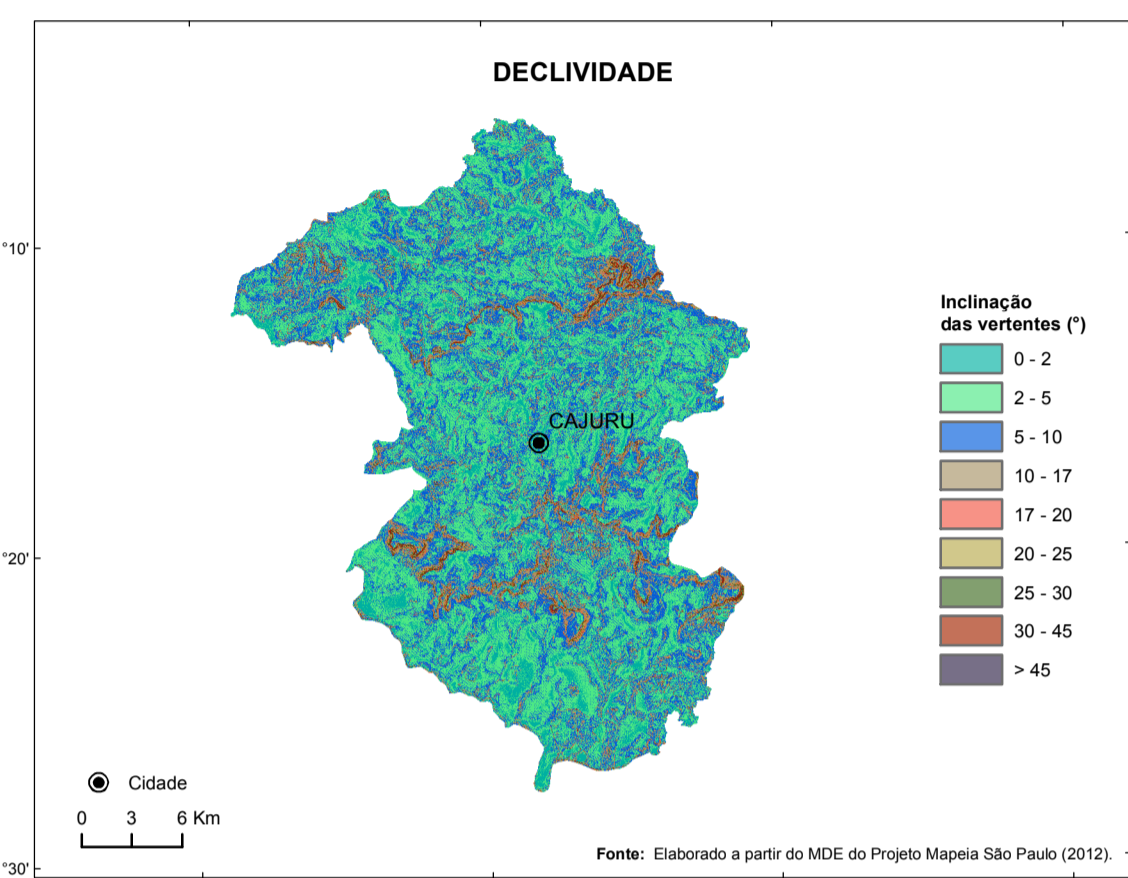 DECLIVIDADE
°10'
CAJURU
°20'
°30'
Inclinação
das vertentes (°)
0 - 2
2 - 5
5 - 10
10 - 17
17 - 20
20 - 25
25 - 30
30 - 45
> 45
Cidade
0 3 6 Km
Fonte: Elaborado a partir do MDE do Projeto Mapeia São Paulo (2012).